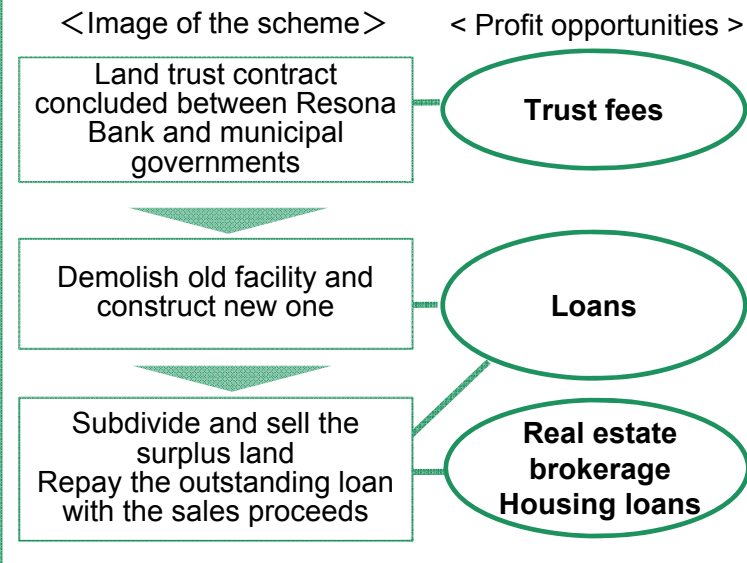 ＜Image of the scheme＞
< Profit opportunities >
Land trust contract
concluded between Resona
Bank and municipal
governments
Trust fees
Demolish old facility and
construct new one
Loans
Subdivide and sell the
surplus land
Repay the outstanding loan
with the sales proceeds
Real estate
brokerage
Housing loans